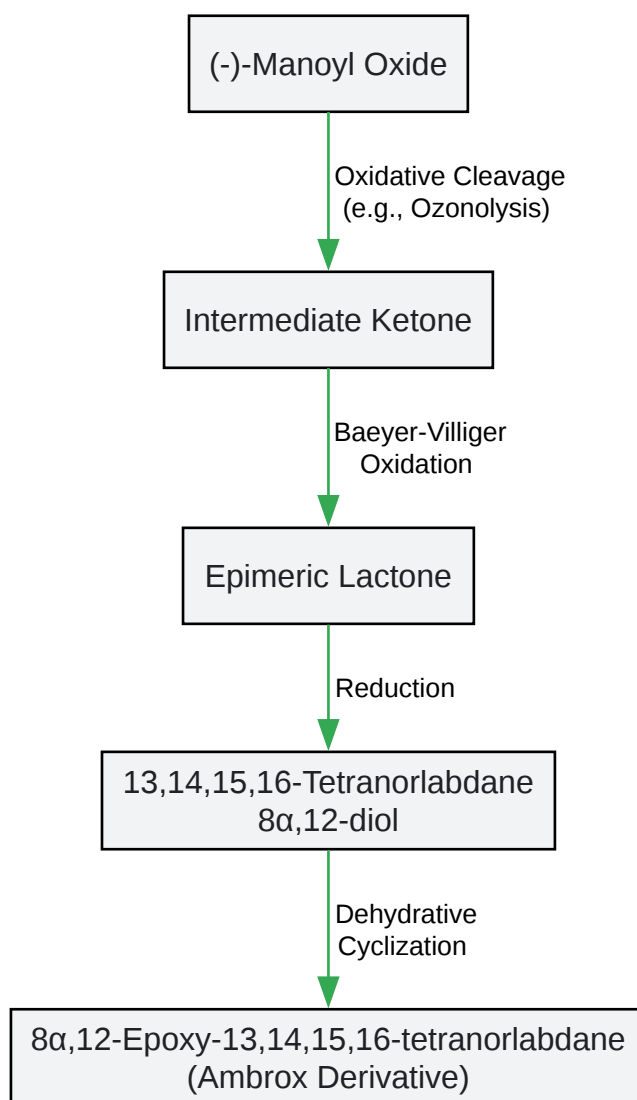 (-)-Manoyl Oxide
Oxidative Cleavage
(e.g., Ozonolysis)
Intermediate Ketone
Baeyer-Villiger
Oxidation
Epimeric Lactone
Reduction
13,14,15,16-Tetranorlabdane
8α,12-diol
Dehydrative
Cyclization
8α,12-Epoxy-13,14,15,16-tetranorlabdane
(Ambrox Derivative)